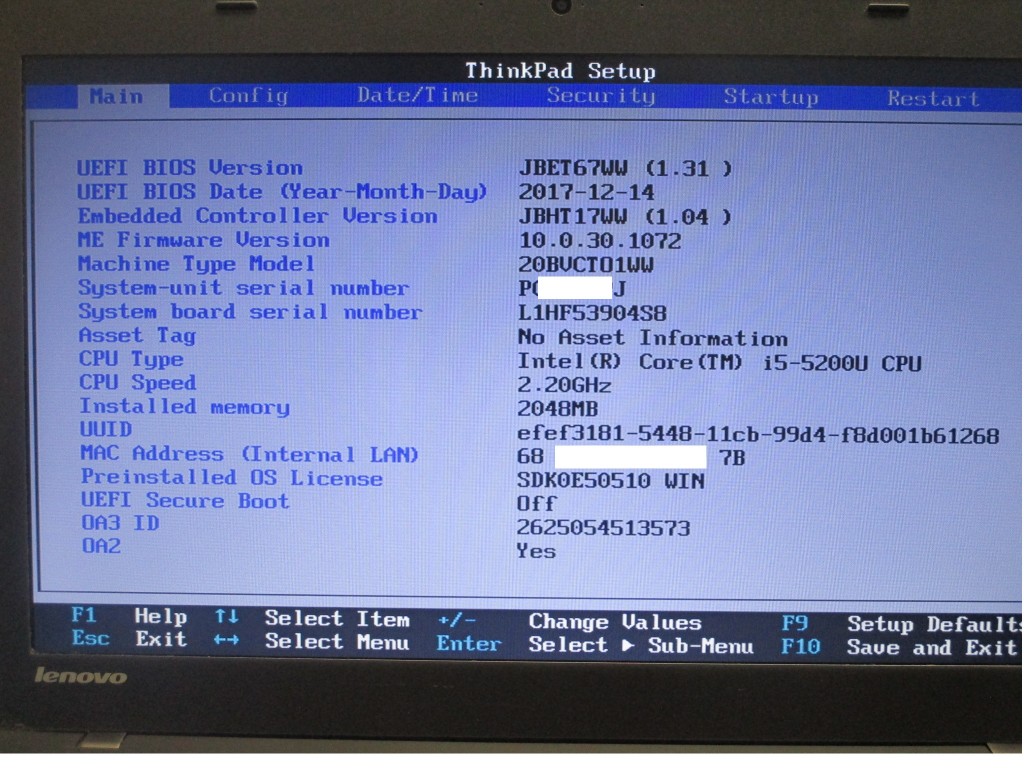 ThinkPad Setup
Main Config Date/Time Security Startup Restart
UEFI BIOS Version JBET67WW (1.31 )
UEFI BIOS Date (Year-Month-Day) 2017-12-14
Embedded Controller Version JBHT17WW (1.04 )
ME Firmware Version 10.0.30.1072
Machine Type Model 20BVCTO1WW
System-unit serial number P J
System board serial number L1HF53904S8
Asset Tag No Asset Information
CPU Type Intel(R) Core(TM) i5-5200U CPU
CPU Speed 2.20GHz
Installed memory 2048MB
UUID efef3181-5448-11cb-99d4-f8d001b61268
MAC Address (Internal LAN) 68 7B
Preinstalled OS License SDK0E50510 WIN
UEFI Secure Boot Off
OA3 ID 2625054513573
OA2 Yes
F1 Help ↑↓ Select Item +/- Change Values F9 Setup Defaults
Esc Exit ←→ Select Menu Enter Select ▶ Sub-Menu F10 Save and Exit
lenovo